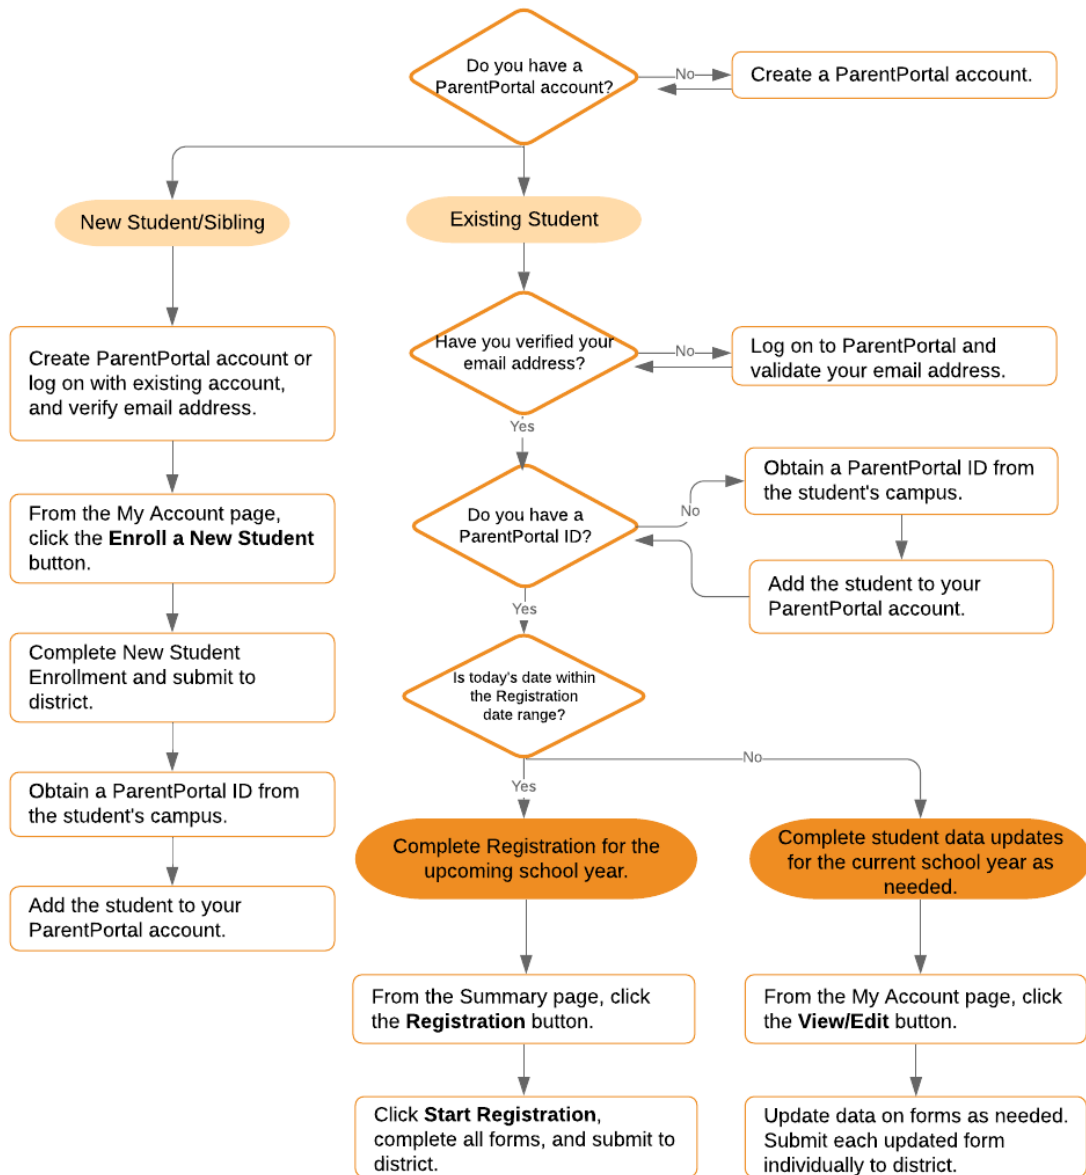 Do you have a
ParentPortal account?
No
Create a ParentPortal account.
New Student/Sibling
Existing Student
Create ParentPortal account or
log on with existing account,
and verify email address.
Have you verified your
email address?
No
Log on to ParentPortal and
validate your email address.
Yes
From the My Account page,
click the Enroll a New Student
button.
Do you have a
ParentPortal ID?
No
Obtain a ParentPortal ID from
the student's campus.
Add the student to your
ParentPortal account.
Yes
Complete New Student
Enrollment and submit to
district.
Is today's date within
the Registration
date range?
Yes
No
Obtain a ParentPortal ID from
the student's campus.
Add the student to your
ParentPortal account.
Complete Registration for the
upcoming school year.
Complete student data updates
for the current school year as
needed.
From the Summary page, click
the Registration button.
From the My Account page, click
the View/Edit button.
Click Start Registration,
complete all forms, and submit to
district.
Update data on forms as needed.
Submit each updated form
individually to district.